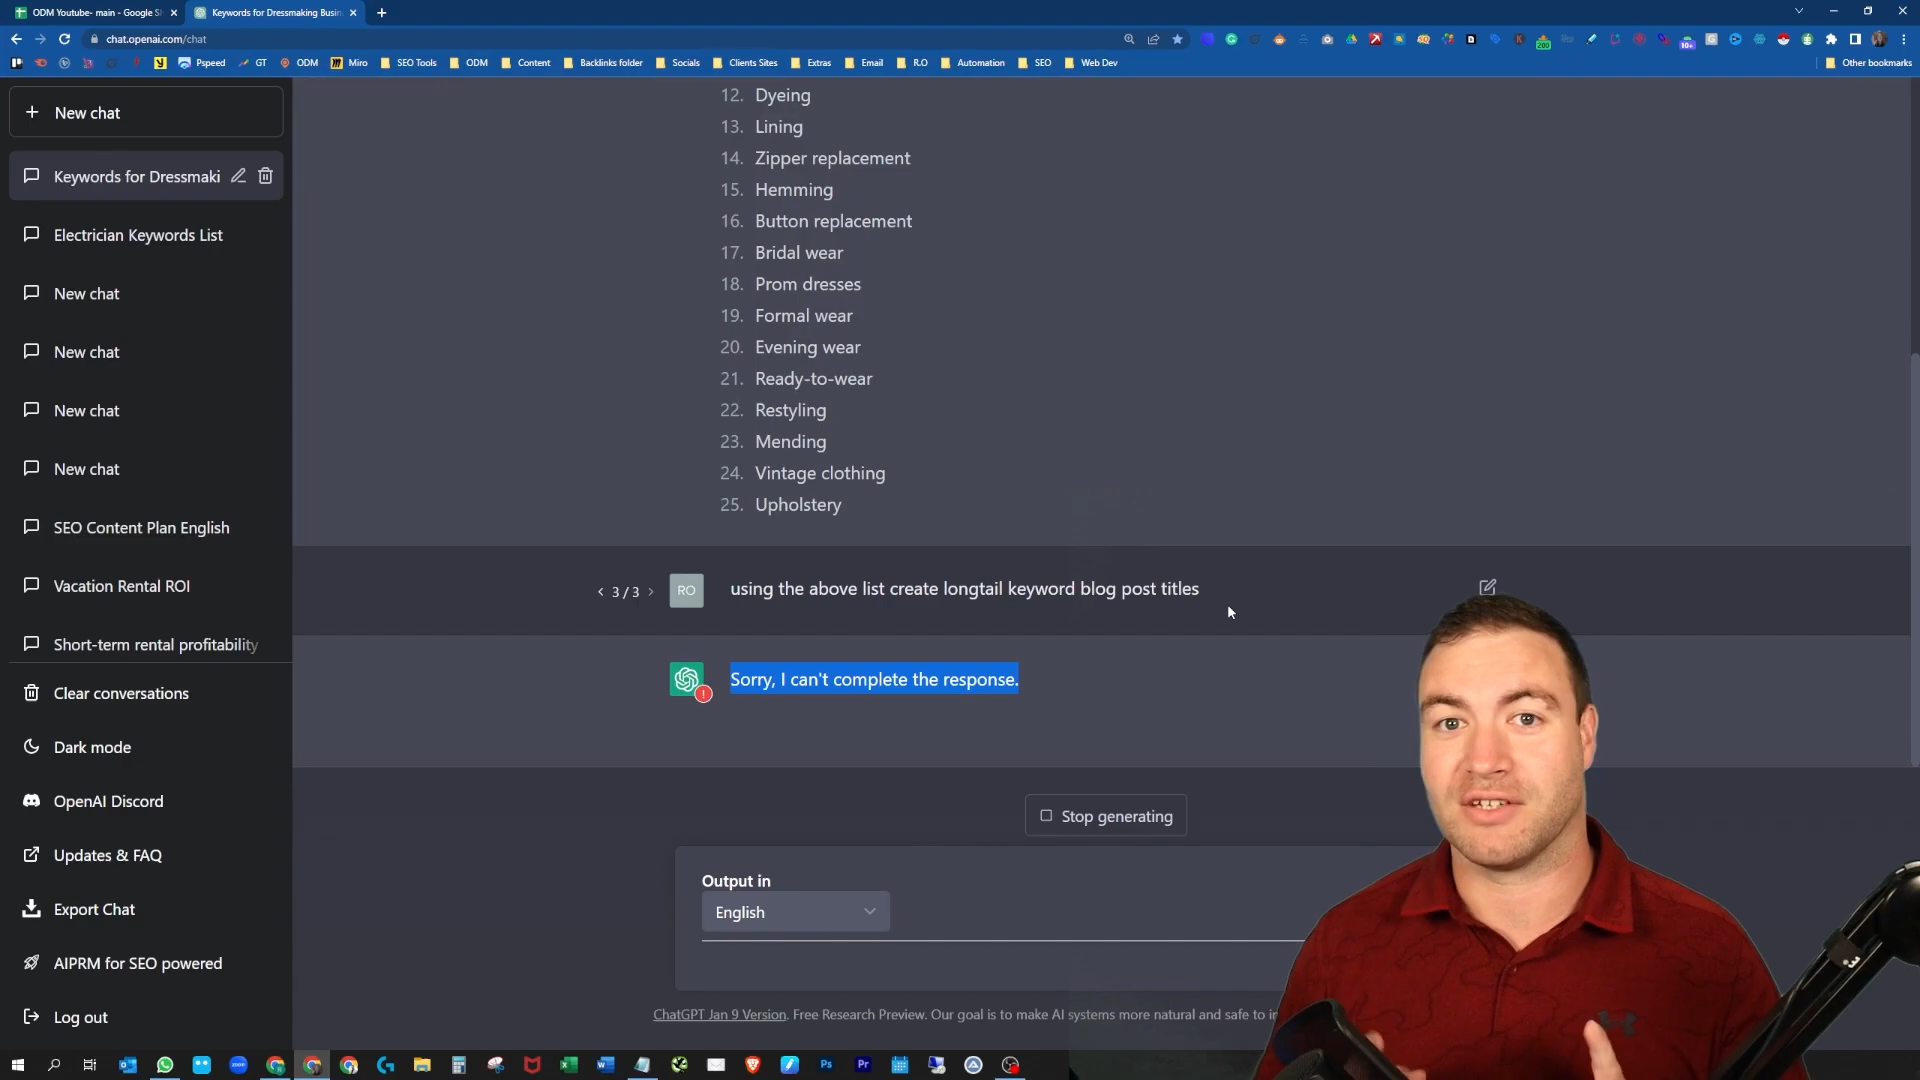 ODM Youtube- main - Google Sh
Keywords for Dressmaking Busin
chat.openai.com/chat
Pspeed
GT
ODM
Miro
SEO Tools
ODM
Content
Backlinks folder
Socials
Clients Sites
Extras
Email
R.O
Automation
SEO
Web Dev
Other bookmarks
200
10+
New chat
Keywords for Dressmaki
Electrician Keywords List
New chat
New chat
New chat
New chat
SEO Content Plan English
Vacation Rental ROI
Short-term rental profitability
Clear conversations
Dark mode
OpenAI Discord
Updates & FAQ
Export Chat
AIPRM for SEO powered
Log out
12. Dyeing
13. Lining
14. Zipper replacement
15. Hemming
16. Button replacement
17. Bridal wear
18. Prom dresses
19. Formal wear
20. Evening wear
21. Ready-to-wear
22. Restyling
23. Mending
24. Vintage clothing
25. Upholstery
< 3 / 3 >
RO
using the above list create longtail keyword blog post titles
Sorry, I can't complete the response.
Stop generating
Output in
English
ChatGPT Jan 9 Version. Free Research Preview. Our goal is to make AI systems more natural and safe to in